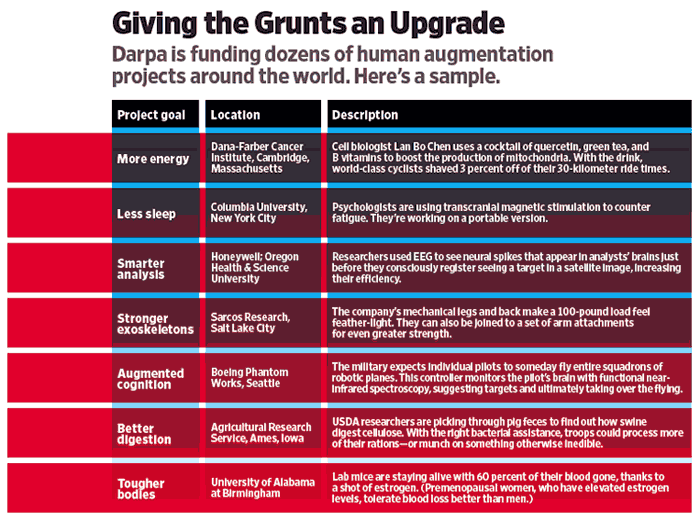 Giving the Grunts an Upgrade
Darpa is funding dozens of human augmentation
projects around the world. Here's a sample.
Project goal
Location
Description
More energy
Dana-Farber Cancer
Institute, Cambridge,
Massachusetts
Cell biologist Lan Bo Chen uses a cocktail of quercetin, green tea, and
B vitamins to boost the production of mitochondria. With the drink,
world-class cyclists shaved 3 percent off of their 30-kilometer ride times.
Less sleep
Columbia University,
New York City
Psychologists are using transcranial magnetic stimulation to counter
fatigue. They're working on a portable version.
Smarter
analysis
Honeywell; Oregon
Health & Science
University
Researchers used EEG to see neural spikes that appear in analysts' brains just
before they consciously register seeing a target in a satellite image, increasing
their efficiency.
Stronger
exoskeletons
Sarcos Research,
Salt Lake City
The company's mechanical legs and back make a 100-pound load feel
feather-light. They can also be joined to a set of arm attachments
for even greater strength.
Augmented
cognition
Boeing Phantom
Works, Seattle
The military expects individual pilots to someday fly entire squadrons of
robotic planes. This controller monitors the pilot's brain with functional near-
infrared spectroscopy, suggesting targets and ultimately taking over the flying.
Better
digestion
Agricultural Research
Service, Ames, Iowa
USDA researchers are picking through pig feces to find out how swine
digest cellulose. With the right bacterial assistance, troops could process more
of their rations—or munch on something otherwise inedible.
Tougher
bodies
University of Alabama
at Birmingham
Lab mice are staying alive with 60 percent of their blood gone, thanks to
a shot of estrogen. (Premenopausal women, who have elevated estrogen
levels, tolerate blood loss better than men.)